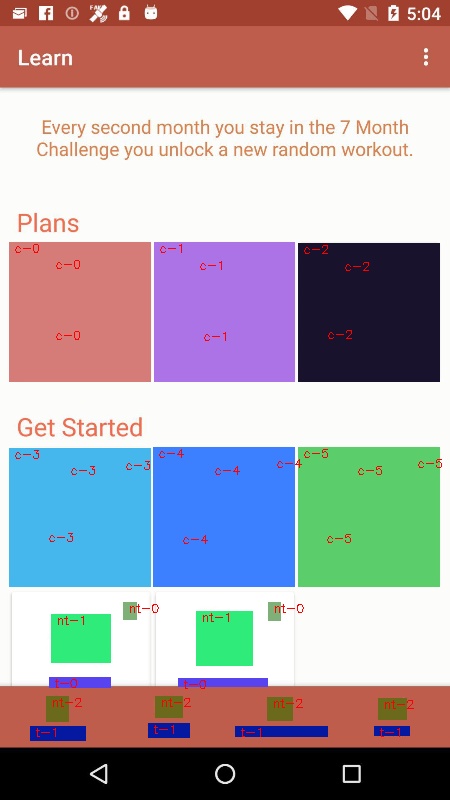 FAKE 5:04
Learn
Every second month you stay in the 7 Month
Challenge you unlock a new random workout.
Plans
c-0 c-1 c-2
c-0 c-1 c-2
c-0 c-1 c-2
Get Started
c-3 c-4 c-5
c-3 c-3 c-4 c-4 c-5 c-5
c-3 c-4 c-5
nt-0 nt-0
nt-1 nt-1
t-0 t-0
nt-2 nt-2 nt-2 nt-2
t-1 t-1 t-1 t-1